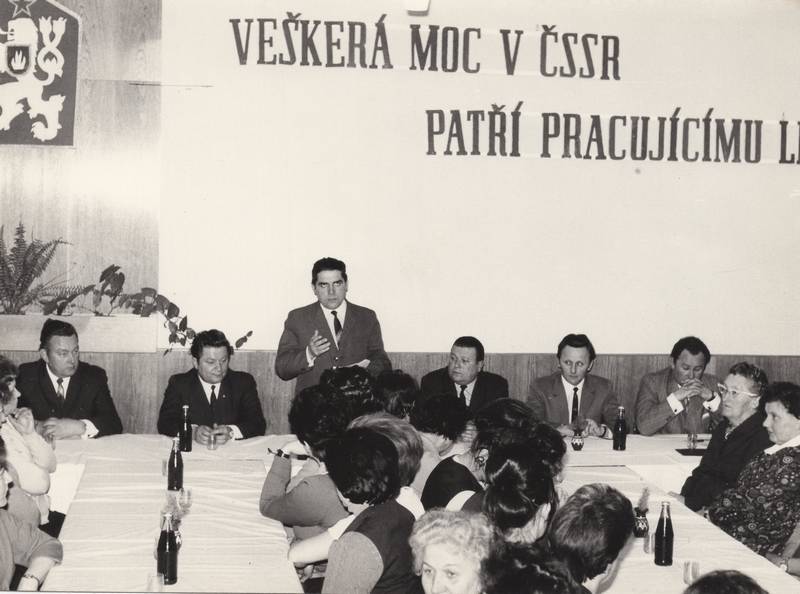 VEŠKERÁ MOC V ČSSR
PATŘÍ PRACUJÍCÍMU